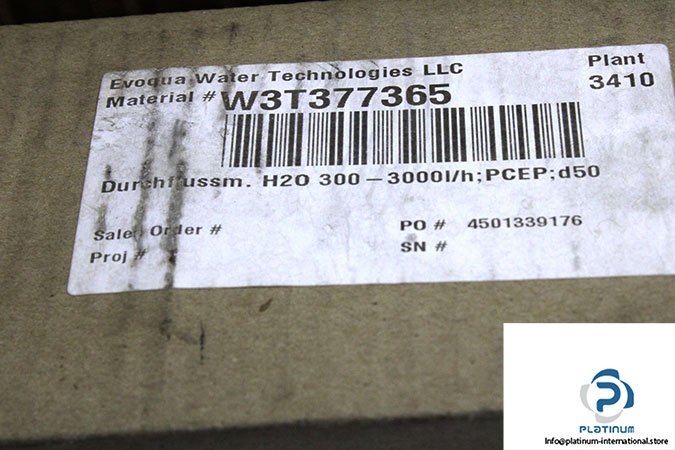 Evoqua Water Technologies LLC
Plant
Material # W3T377365
3410
Durchflussm. H2O 300-3000l/h;PCEP;d50
Sales Order #
PO # 4501339176
Proj #
SN #
PLATINUM
Info@platinum-international.store